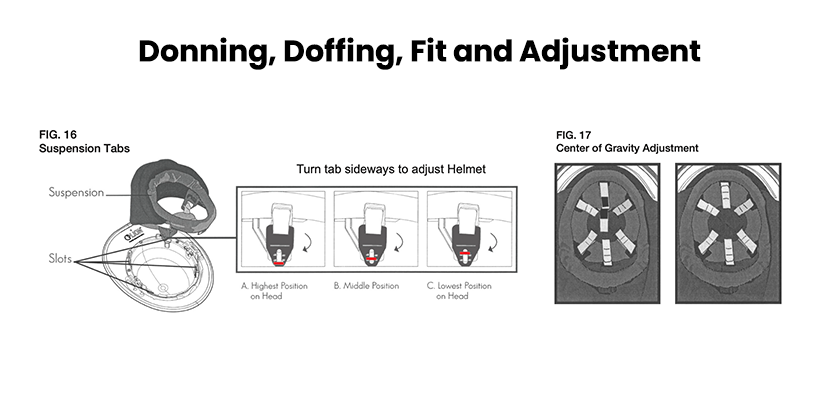 Donning, Doffing, Fit and Adjustment
FIG. 16
Suspension Tabs
Turn tab sideways to adjust Helmet
Suspension
Slots
A. Highest Position
on Head
B. Middle Position
C. Lowest Position
on Head
FIG. 17
Center of Gravity Adjustment